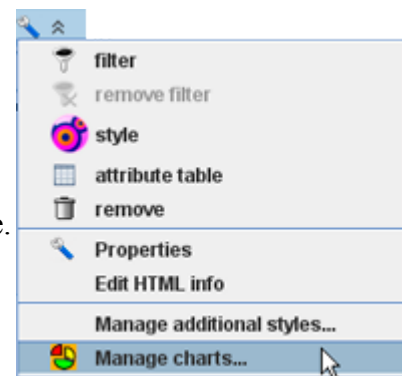 filter
remove filter
style
attribute table
remove
e.
Properties
Edit HTML info
Manage additional styles...
Manage charts...